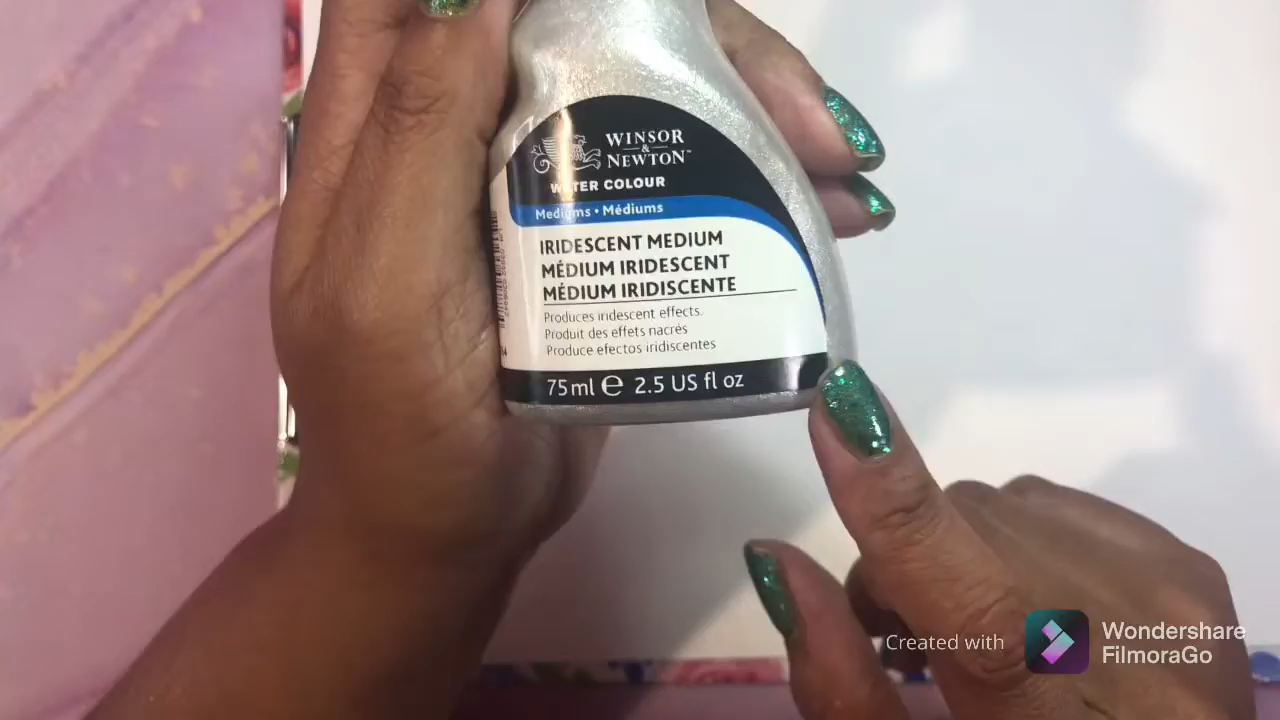 WINSOR
&
NEWTON™
WATER COLOUR
Mediums • Médiums
IRIDESCENT MEDIUM
MÉDIUM IRIDESCENT
MÉDIUM IRIDISCENTE
Produces iridescent effects.
Produit des effets nacrés
Produce efectos iridiscentes
75ml ℮ 2.5 US fl oz
Created with
Wondershare
FilmoraGo